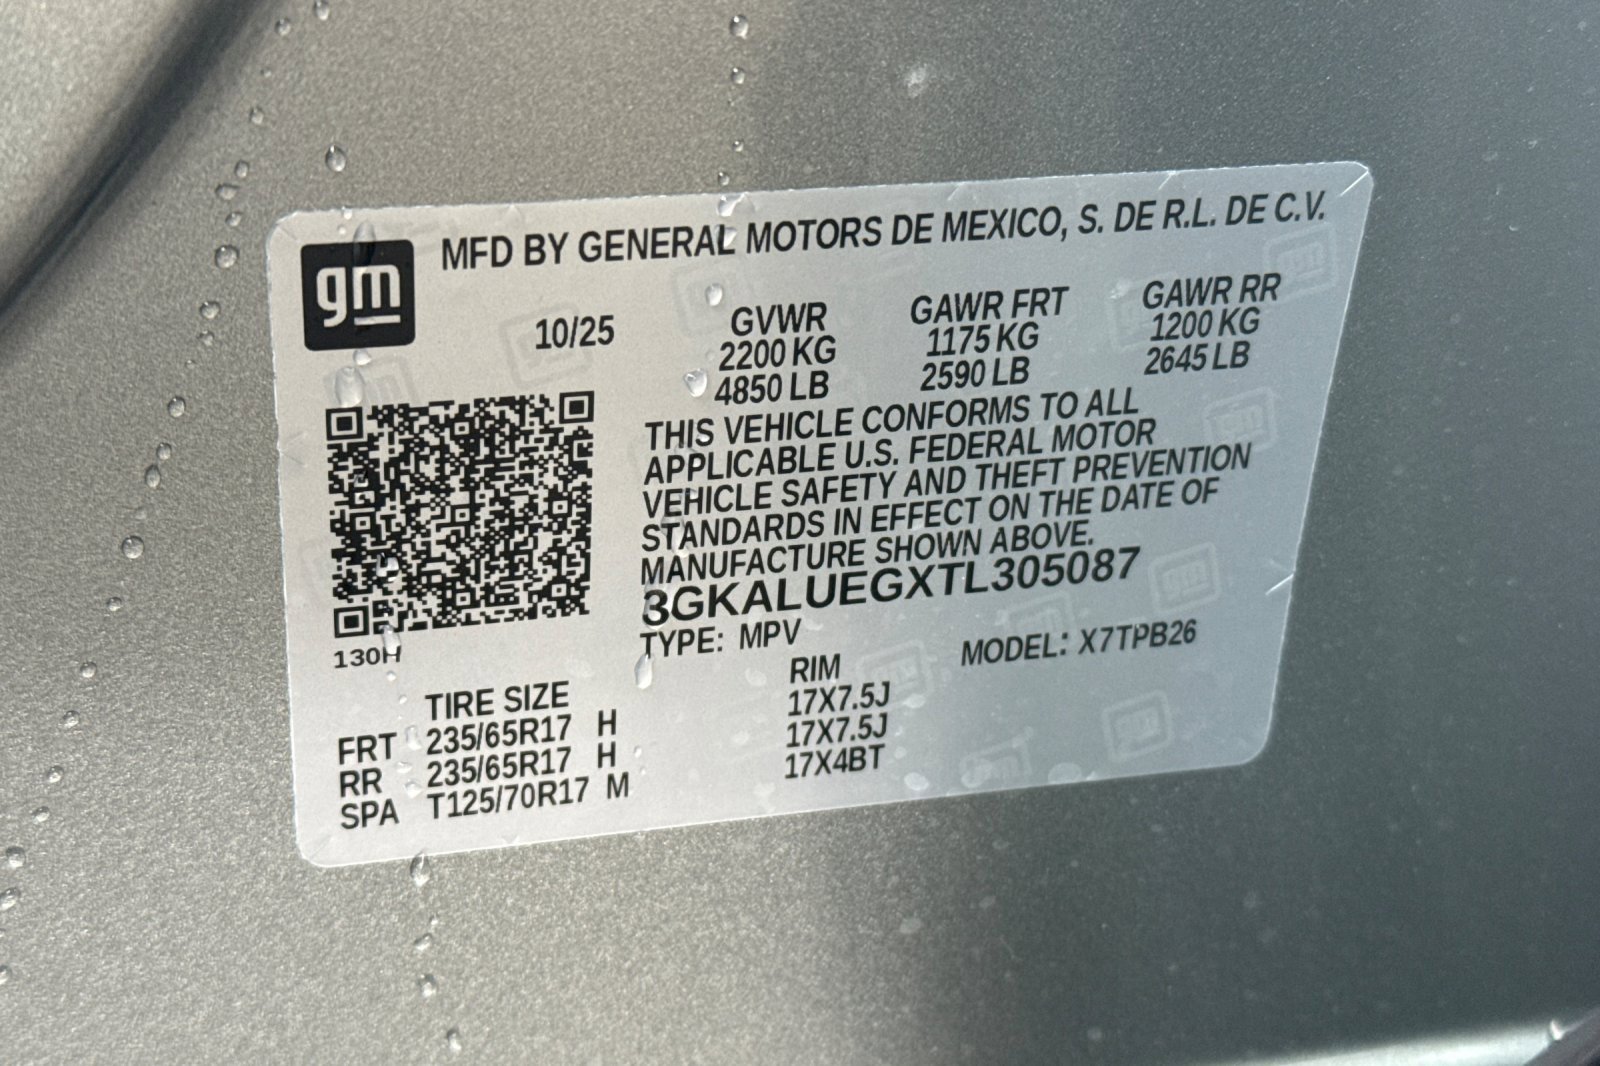 gm
MFD BY GENERAL MOTORS DE MEXICO, S. DE R.L. DE C.V.
10/25 GVWR GAWR FRT GAWR RR
2200 KG 1175 KG 1200 KG
4850 LB 2590 LB 2645 LB
THIS VEHICLE CONFORMS TO ALL
APPLICABLE U.S. FEDERAL MOTOR
VEHICLE SAFETY AND THEFT PREVENTION
STANDARDS IN EFFECT ON THE DATE OF
MANUFACTURE SHOWN ABOVE.
3GKALUEGXTL305087
TYPE: MPV MODEL: X7TPB26
130H
TIRE SIZE RIM
FRT 235/65R17 H 17X7.5J
RR 235/65R17 H 17X7.5J
SPA T125/70R17 M 17X4BT